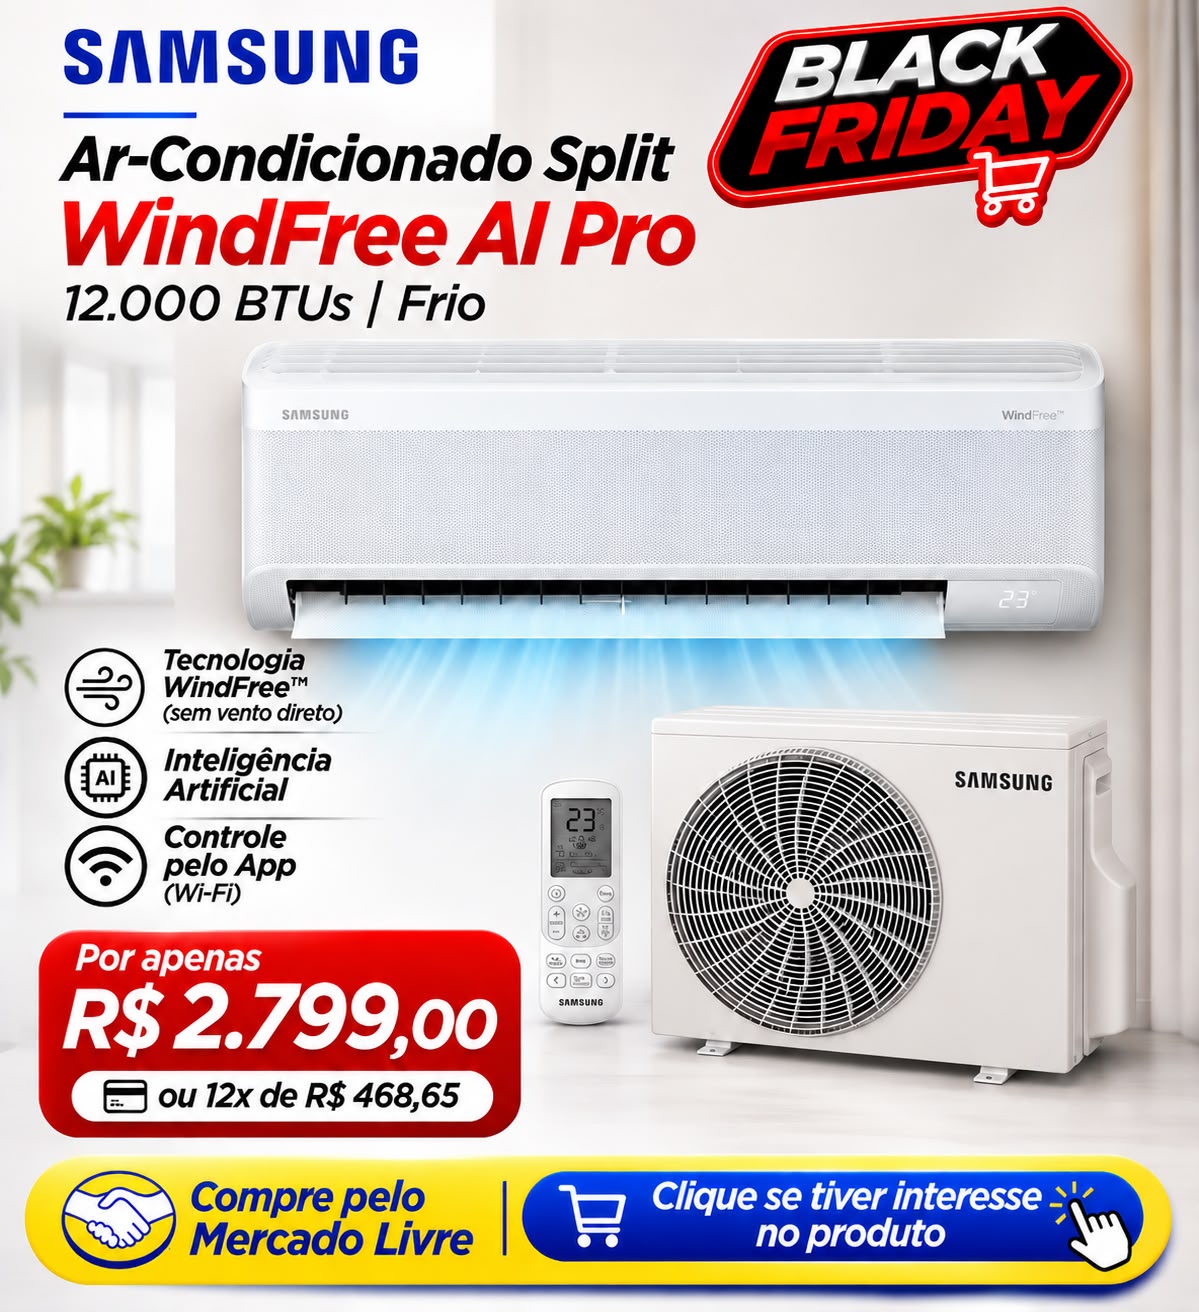 SAMSUNG
BLACK
FRIDAY
Ar-Condicionado Split
WindFree AI Pro
12.000 BTUs | Frio
SAMSUNG
WindFree™
23°
Tecnologia
WindFree™
(sem vento direto)
AI
Inteligência
Artificial
Controle
pelo App
(Wi-Fi)
SAMSUNG
23
SAMSUNG
Por apenas
R$ 2.799,00
ou 12x de R$ 468,65
Compre pelo
Mercado Livre
Clique se tiver interesse
no produto